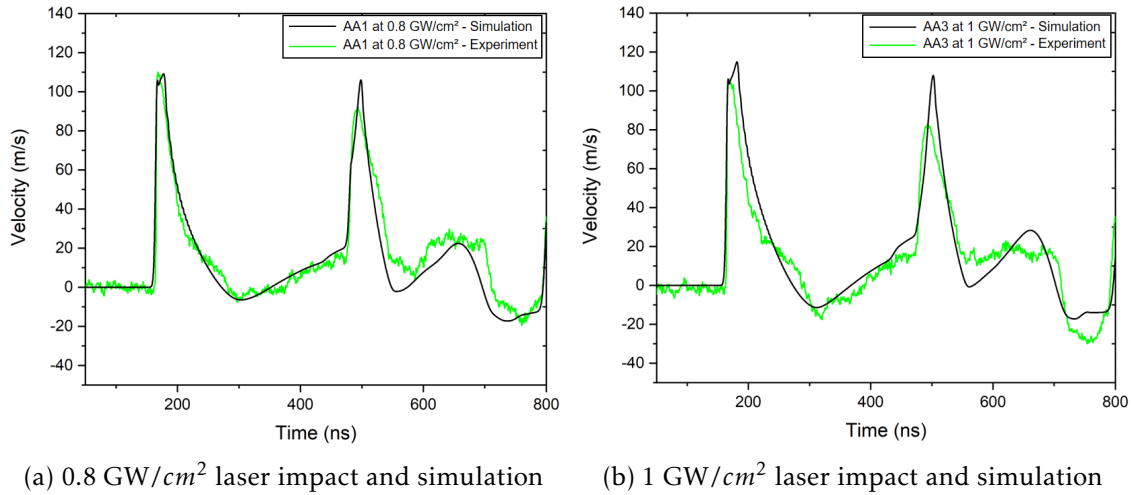 AA1 at 0.8 GW/cm² - Simulation
AA1 at 0.8 GW/cm² - Experiment
140
120
100
80
60
40
20
0
-20
-40
Velocity (m/s)
200
400
600
800
Time (ns)
(a) 0.8 GW/cm² laser impact and simulation
AA3 at 1 GW/cm² - Simulation
AA3 at 1 GW/cm² - Experiment
140
120
100
80
60
40
20
0
-20
-40
Velocity (m/s)
200
400
600
800
Time (ns)
(b) 1 GW/cm² laser impact and simulation